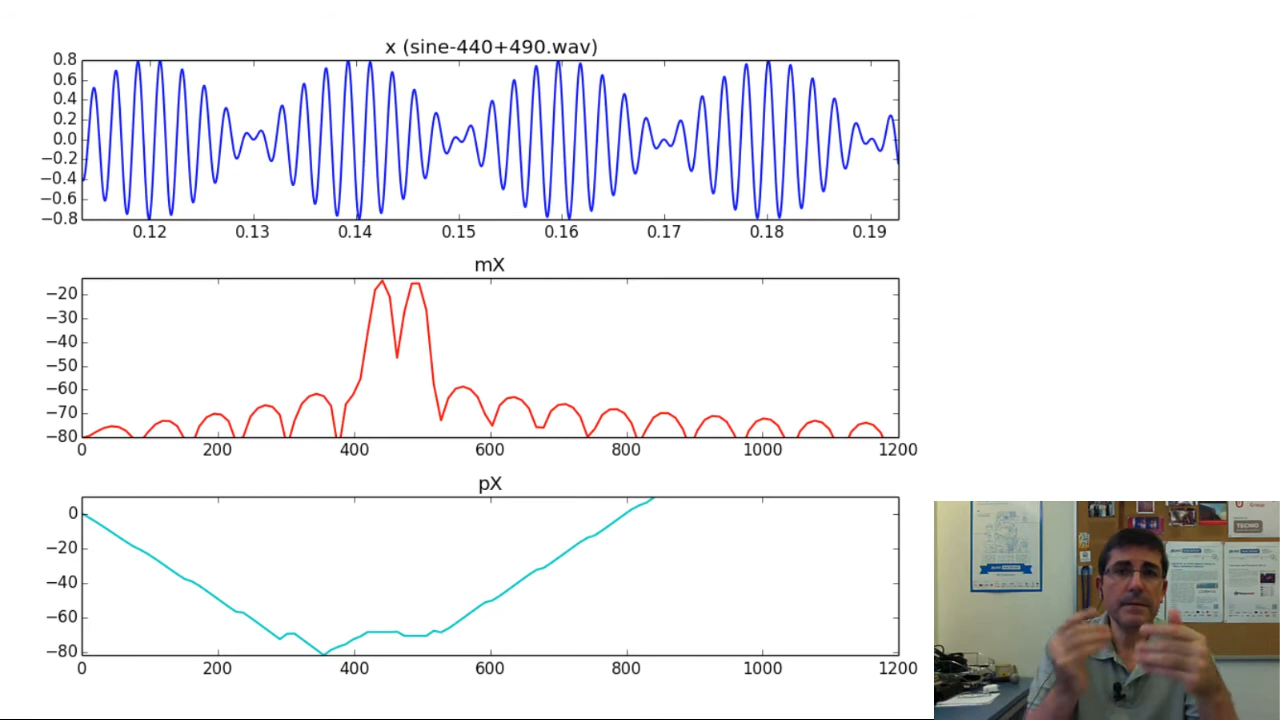 x (sine-440+490.wav)
0.8
0.6
0.4
0.2
0.0
−0.2
−0.4
−0.6
−0.8
0.12 0.13 0.14 0.15 0.16 0.17 0.18 0.19
mX
−20
−30
−40
−50
−60
−70
−80
0 200 400 600 800 1000 1200
pX
0
−20
−40
−60
−80
0 200 400 600 800 1000 1200
Group
TECNIO